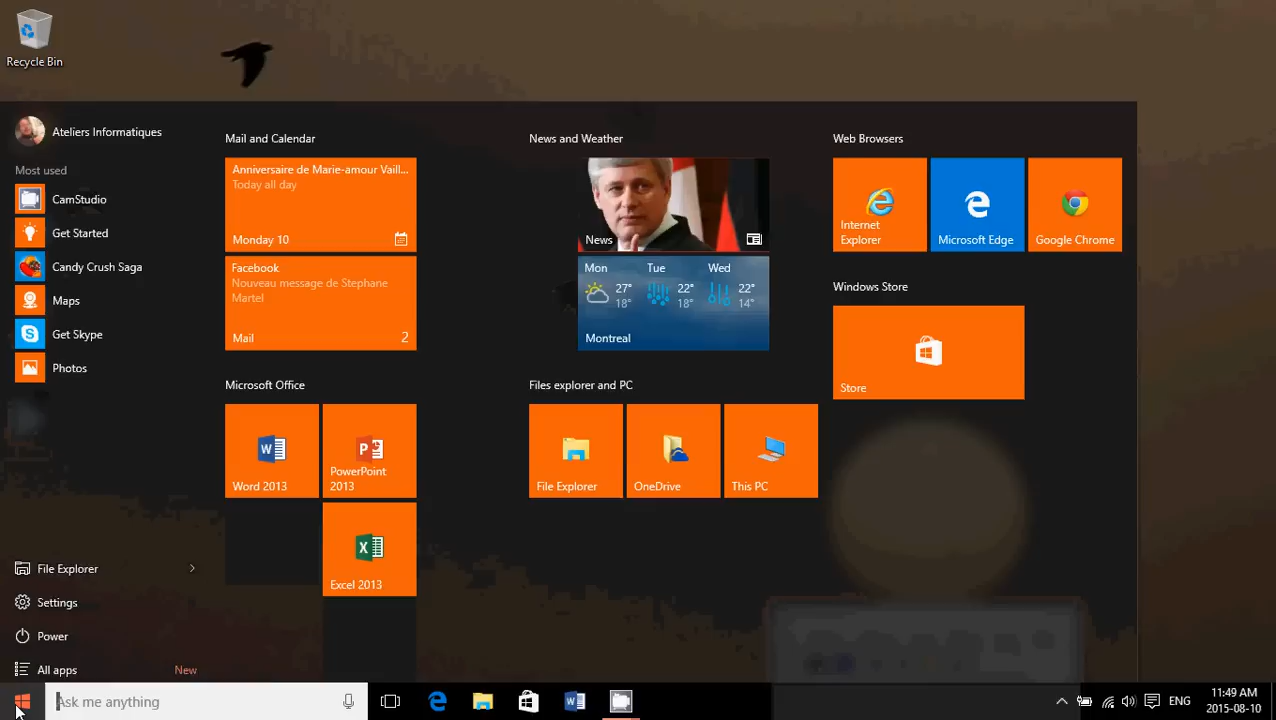 Recycle Bin
Ateliers Informatiques
Most used
CamStudio
Get Started
Candy Crush Saga
Maps
Get Skype
Photos
File Explorer
Settings
Power
All apps
New
Mail and Calendar
Anniversaire de Marie-amour Vaill...
Today all day
Monday 10
Facebook
Nouveau message de Stephane
Martel
Mail
2
Microsoft Office
Word 2013
PowerPoint
2013
Excel 2013
News and Weather
News
Mon Tue Wed
27° 22° 22°
18° 18° 14°
Montreal
Files explorer and PC
File Explorer
OneDrive
This PC
Web Browsers
Internet
Explorer
Microsoft Edge
Google Chrome
Windows Store
Store
Ask me anything
ENG
11:49 AM
2015-08-10